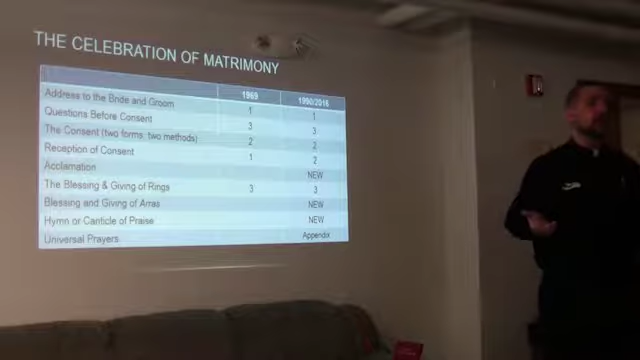 THE CELEBRATION OF MATRIMONY
1969 1990/2016
Address to the Bride and Groom 1 1
Questions Before Consent 3 3
The Consent (two forms: two methods) 2 2
Reception of Consent 1 2
Acclamation NEW
The Blessing & Giving of Rings 3 3
Blessing and Giving of Arras NEW
Hymn or Canticle of Praise NEW
Universal Prayers Appendix